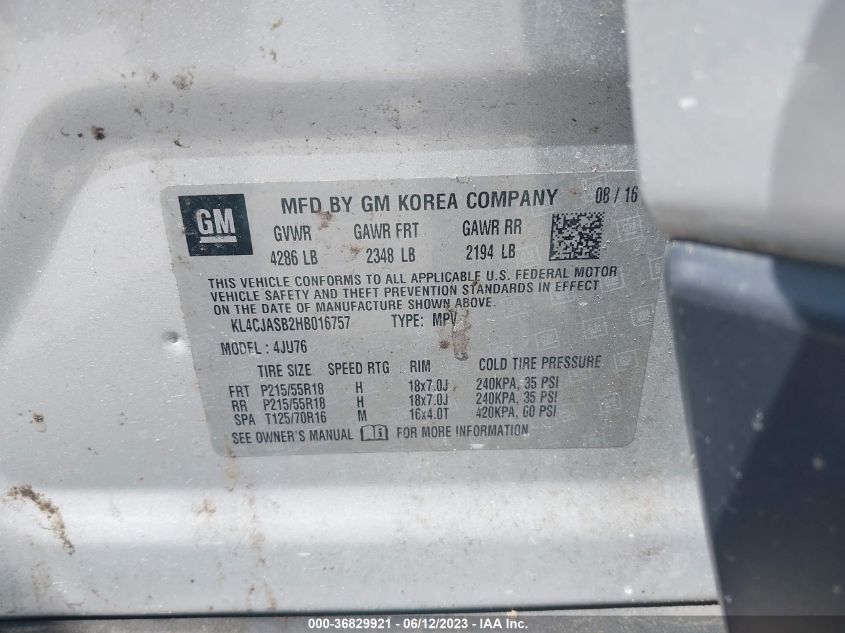 GM
MFD BY GM KOREA COMPANY 08 / 16
GVWR GAWR FRT GAWR RR
4286 LB 2348 LB 2194 LB
THIS VEHICLE CONFORMS TO ALL APPLICABLE U.S. FEDERAL MOTOR
VEHICLE SAFETY AND THEFT PREVENTION STANDARDS IN EFFECT
ON THE DATE OF MANUFACTURE SHOWN ABOVE.
KL4CJASB2HB016757 TYPE: MPV
MODEL : 4JU76
TIRE SIZE SPEED RTG RIM COLD TIRE PRESSURE
FRT P215/55R18 H 18x7.0J 240KPA, 35 PSI
RR P215/55R18 H 18x7.0J 240KPA, 35 PSI
SPA T125/70R16 M 16x4.0T 420KPA, 60 PSI
SEE OWNER'S MANUAL FOR MORE INFORMATION
000-36829921 - 06/12/2023 - IAA Inc.